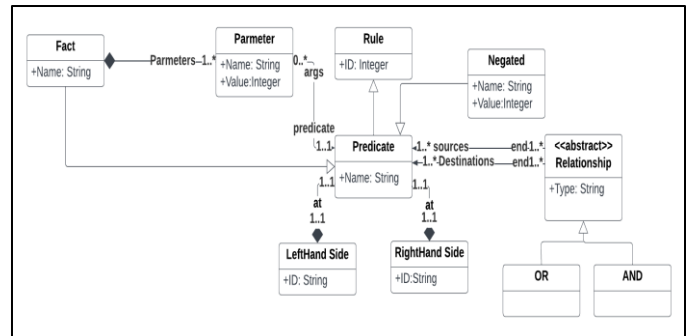 Fact
+Name: String
Parmeters
1..*
Parmeter
+Name: String
+Value:Integer
0..*
args
predicate
1..1
Rule
+ID: Integer
Negated
+Name: String
+Value:Integer
Predicate
+Name: String
1..* sources
end1..*
1..*Destinations
end1..*
<<abstract>>
Relationship
+Type: String
1..1
at
1..1
1..1
at
1..1
LeftHand Side
+ID: String
RightHand Side
+ID:String
OR
AND